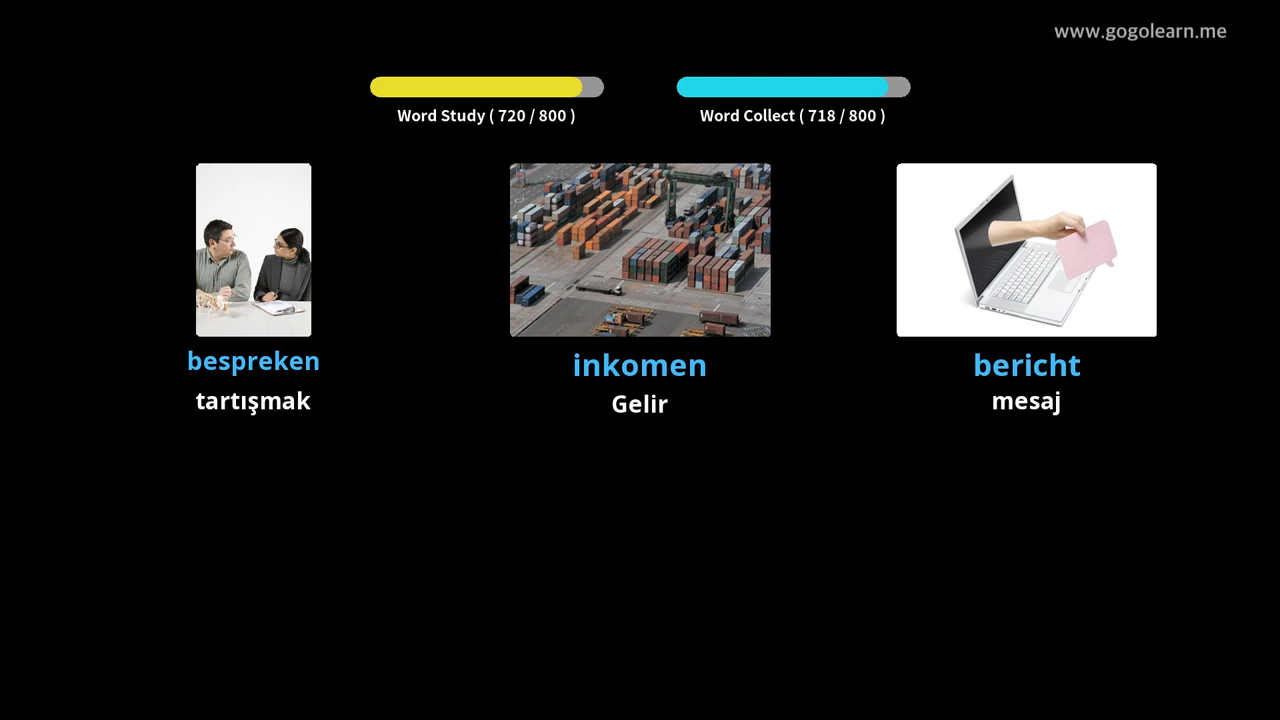 www.gogolearn.me
Word Study ( 720 / 800 )
Word Collect ( 718 / 800 )
bespreken
tartışmak
inkomen
Gelir
bericht
mesaj